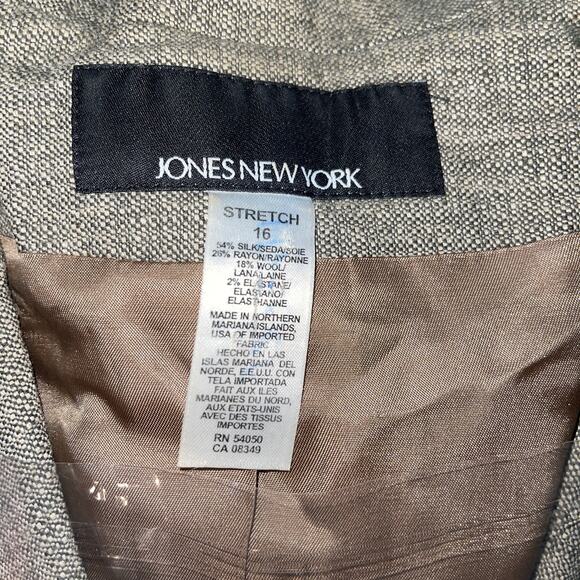 JONES NEW YORK
STRETCH
16
54% SILK/SEDA/SOIE
26% RAYON/RAYONNE
18% WOOL/
LANA/LAINE
2% ELASTANE/
ELASTANO/
ELASTHANNE
MADE IN NORTHERN
MARIANA ISLANDS,
USA OF IMPORTED
FABRIC
HECHO EN LAS
ISLAS MARIANA DEL
NORDE, E.E.U.U. CON
TELA IMPORTADA
FAIT AUX ILES
MARIANES DU NORD,
AUX ETATS-UNIS
AVEC DES TISSUS
IMPORTES
RN 54050
CA 08349